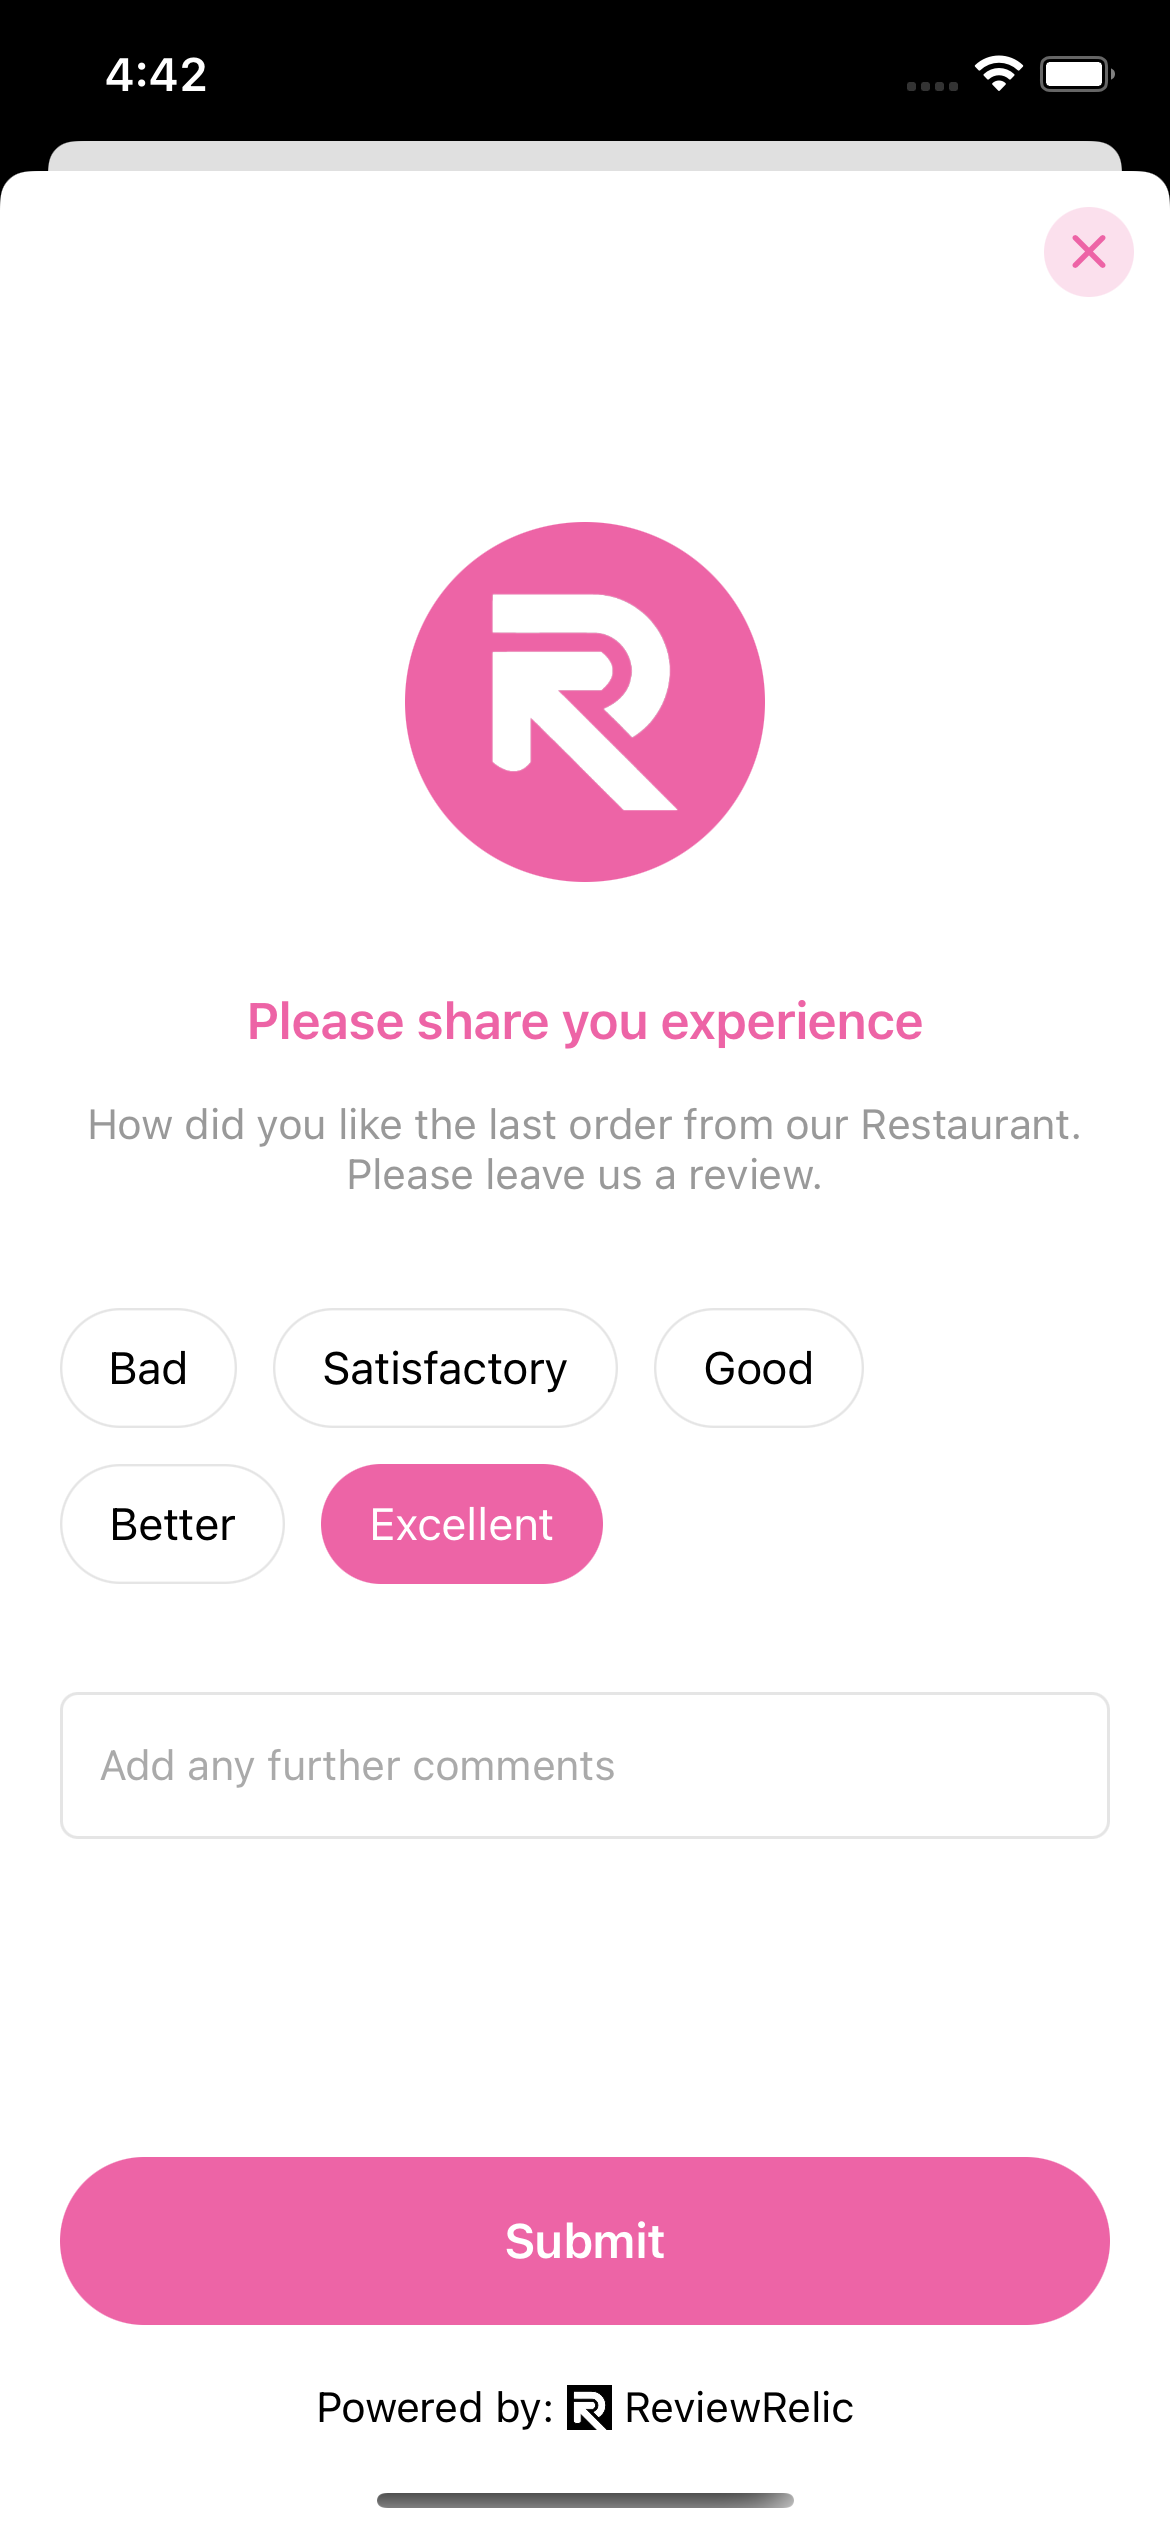 4:42
Please share you experience
How did you like the last order from our Restaurant.
Please leave us a review.
Bad Satisfactory Good
Better Excellent
Add any further comments
Submit
Powered by: ReviewRelic